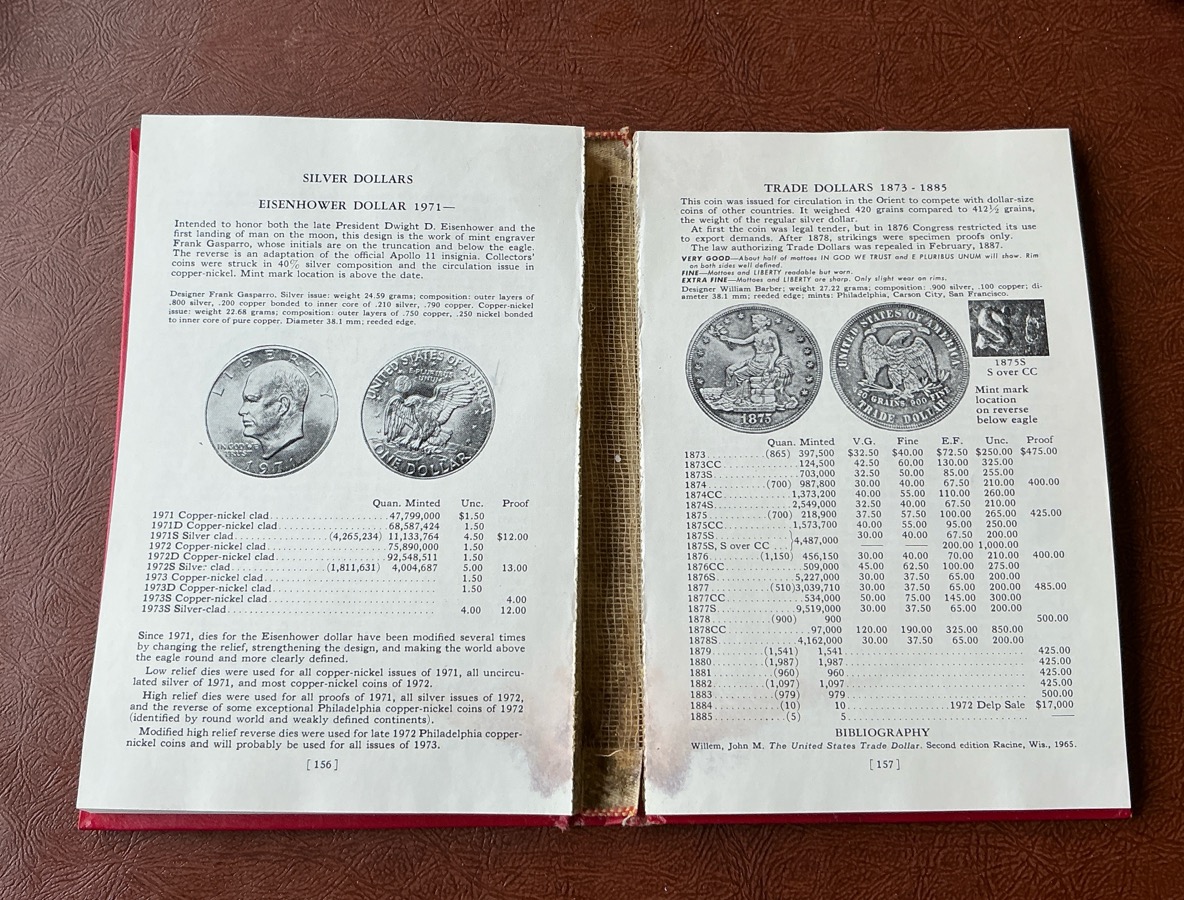 SILVER DOLLARS
EISENHOWER DOLLAR 1971—
Intended to honor both the late President Dwight D. Eisenhower and the
first landing of man on the moon, this design is the work of mint engraver
Frank Gasparro, whose initials are on the truncation and below the eagle.
The reverse is an adaptation of the official Apollo 11 insignia. Collectors'
coins were struck in 40% silver composition and the circulation issue in
copper-nickel. Mint mark location is above the date.
Designer Frank Gasparro. Silver issue: weight 24.59 grams; composition: outer layers of
.800 silver, .200 copper bonded to inner core of .210 silver, .790 copper. Copper-nickel
issue: weight 22.68 grams; composition: outer layers of .750 copper, .250 nickel bonded
to inner core of pure copper. Diameter 38.1 mm; reeded edge.
LIBERTY
IN GOD WE
TRUST
1971
UNITED STATES OF AMERICA
E PLURIBUS
UNUM
ONE DOLLAR
Quan. Minted Unc. Proof
1971 Copper-nickel clad 47,799,000 $1.50
1971D Copper-nickel clad 68,587,424 1.50
1971S Silver clad (4,265,234) 11,133,764 4.50 $12.00
1972 Copper-nickel clad 75,890,000 1.50
1972D Copper-nickel clad 92,548,511 1.50
1972S Silver clad (1,811,631) 4,004,687 5.00 13.00
1973 Copper-nickel clad 1.50
1973D Copper-nickel clad 1.50
1973S Copper-nickel clad 4.00
1973S Silver-clad 4.00 12.00
Since 1971, dies for the Eisenhower dollar have been modified several times
by changing the relief, strengthening the design, and making the world above
the eagle round and more clearly defined.
Low relief dies were used for all copper-nickel issues of 1971, all uncircu-
lated silver of 1971, and most copper-nickel coins of 1972.
High relief dies were used for all proofs of 1971, all silver issues of 1972,
and the reverse of some exceptional Philadelphia copper-nickel coins of 1972
(identified by round world and weakly defined continents).
Modified high relief reverse dies were used for late 1972 Philadelphia copper-
nickel coins and will probably be used for all issues of 1973.
[ 156 ]
TRADE DOLLARS 1873 - 1885
This coin was issued for circulation in the Orient to compete with dollar-size
coins of other countries. It weighed 420 grains compared to 412½ grains,
the weight of the regular silver dollar.
At first the coin was legal tender, but in 1876 Congress restricted its use
to export demands. After 1878, strikings were specimen proofs only.
The law authorizing Trade Dollars was repealed in February, 1887.
VERY GOOD—About half of mottoes IN GOD WE TRUST and E PLURIBUS UNUM will show. Rim
on both sides well defined.
FINE—Mottoes and LIBERTY readable but worn.
EXTRA FINE—Mottoes and LIBERTY are sharp. Only slight wear on rims.
Designer William Barber; weight 27.22 grams; composition: .900 silver, .100 copper; di-
ameter 38.1 mm; reeded edge; mints: Philadelphia, Carson City, San Francisco.
1875
UNITED STATES OF AMERICA
420 GRAINS 900 FINE
TRADE DOLLAR
1875S
S over CC
Mint mark
location
on reverse
below eagle
Quan. Minted V.G. Fine E.F. Unc. Proof
1873 (865) 397,500 $32.50 $40.00 $72.50 $250.00 $475.00
1873CC 124,500 42.50 60.00 130.00 325.00
1873S 703,000 32.50 50.00 85.00 255.00
1874 (700) 987,800 30.00 40.00 67.50 210.00 400.00
1874CC 1,373,200 40.00 55.00 110.00 260.00
1874S 2,549,000 32.50 40.00 67.50 210.00
1875 (700) 218,900 37.50 57.50 100.00 265.00 425.00
1875CC 1,573,700 40.00 55.00 95.00 250.00
1875S 30.00 40.00 67.50 200.00
1875S, S over CC 4,487,000 —— —— 200.00 1,000.00
1876 (1,150) 456,150 30.00 40.00 70.00 210.00 400.00
1876CC 509,000 45.00 62.50 100.00 275.00
1876S 5,227,000 30.00 37.50 65.00 200.00
1877 (510) 3,039,710 30.00 37.50 65.00 200.00 485.00
1877CC 534,000 50.00 75.00 145.00 300.00
1877S 9,519,000 30.00 37.50 65.00 200.00
1878 (900) 900 500.00
1878CC 97,000 120.00 190.00 325.00 850.00
1878S 4,162,000 30.00 37.50 65.00 200.00
1879 (1,541) 1,541 425.00
1880 (1,987) 1,987 425.00
1881 (960) 960 425.00
1882 (1,097) 1,097 425.00
1883 (979) 979 500.00
1884 (10) 10 1972 Delp Sale $17,000
1885 (5) 5 ——
BIBLIOGRAPHY
Willem, John M. The United States Trade Dollar. Second edition Racine, Wis., 1965.
[ 157 ]